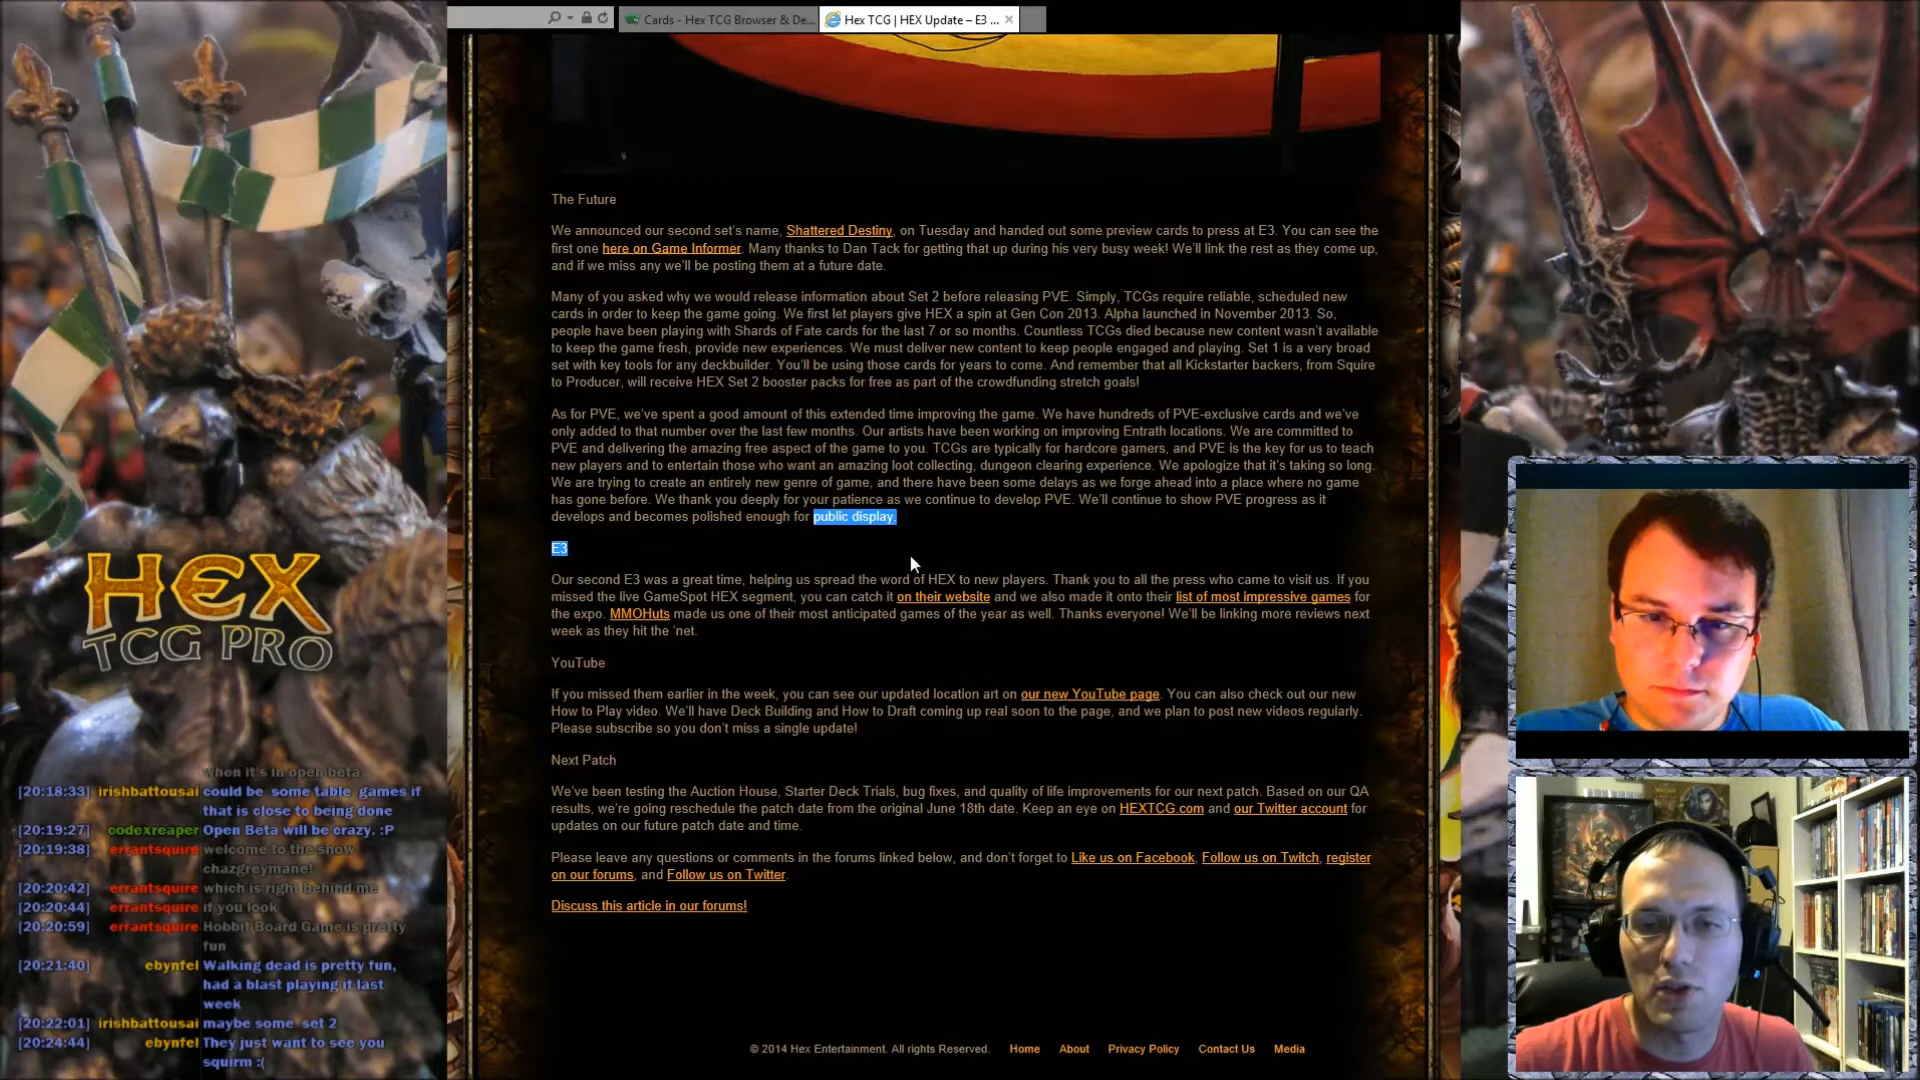 Cards - Hex TCG Browser & De...
Hex TCG | HEX Update – E3 ...
The Future
We announced our second set's name, Shattered Destiny, on Tuesday and handed out some preview cards to press at E3. You can see the
first one here on Game Informer. Many thanks to Dan Tack for getting that up during his very busy week! We'll link the rest as they come up,
and if we miss any we'll be posting them at a future date.
Many of you asked why we would release information about Set 2 before releasing PVE. Simply, TCGs require reliable, scheduled new
cards in order to keep the game going. We first let players give HEX a spin at Gen Con 2013. Alpha launched in November 2013. So,
people have been playing with Shards of Fate cards for the last 7 or so months. Countless TCGs died because new content wasn't available
to keep the game fresh, provide new experiences. We must deliver new content to keep people engaged and playing. Set 1 is a very broad
set with key tools for any deckbuilder. You'll be using those cards for years to come. And remember that all Kickstarter backers, from Squire
to Producer, will receive HEX Set 2 booster packs for free as part of the crowdfunding stretch goals!
As for PVE, we've spent a good amount of this extended time improving the game. We have hundreds of PVE-exclusive cards and we've
only added to that number over the last few months. Our artists have been working on improving Entrath locations. We are committed to
PVE and delivering the amazing free aspect of the game to you. TCGs are typically for hardcore gamers, and PVE is the key for us to teach
new players and to entertain those who want an amazing loot collecting, dungeon clearing experience. We apologize that it's taking so long.
We are trying to create an entirely new genre of game, and there have been some delays as we forge ahead into a place where no game
has gone before. We thank you deeply for your patience as we continue to develop PVE. We'll continue to show PVE progress as it
develops and becomes polished enough for public display.
E3
Our second E3 was a great time, helping us spread the word of HEX to new players. Thank you to all the press who came to visit us. If you
missed the live GameSpot HEX segment, you can catch it on their website and we also made it onto their list of most impressive games for
the expo. MMOHuts made us one of their most anticipated games of the year as well. Thanks everyone! We'll be linking more reviews next
week as they hit the 'net.
YouTube
If you missed them earlier in the week, you can see our updated location art on our new YouTube page. You can also check out our new
How to Play video. We'll have Deck Building and How to Draft coming up real soon to the page, and we plan to post new videos regularly.
Please subscribe so you don't miss a single update!
Next Patch
We've been testing the Auction House, Starter Deck Trials, bug fixes, and quality of life improvements for our next patch. Based on our QA
results, we're going reschedule the patch date from the original June 18th date. Keep an eye on HEXTCG.com and our Twitter account for
updates on our future patch date and time.
Please leave any questions or comments in the forums linked below, and don't forget to Like us on Facebook, Follow us on Twitch, register
on our forums, and Follow us on Twitter.
Discuss this article in our forums!
© 2014 Hex Entertainment. All rights Reserved. Home About Privacy Policy Contact Us Media
HEX
TCG PRO
when it's in open beta
[20:18:33] irishbattousai could be some table games if
that is close to being done
[20:19:27] codexreaper Open Beta will be crazy. :P
[20:19:38] errantsquire welcome to the show
chazgreymane!
[20:20:42] errantsquire which is right behind me
[20:20:44] errantsquire if you look
[20:20:59] errantsquire Hobbit Board Game is pretty
fun
[20:21:40] ebynfel Walking dead is pretty fun,
had a blast playing it last
week
[20:22:01] irishbattousai maybe some set 2
[20:24:44] ebynfel They just want to see you
squirm :(